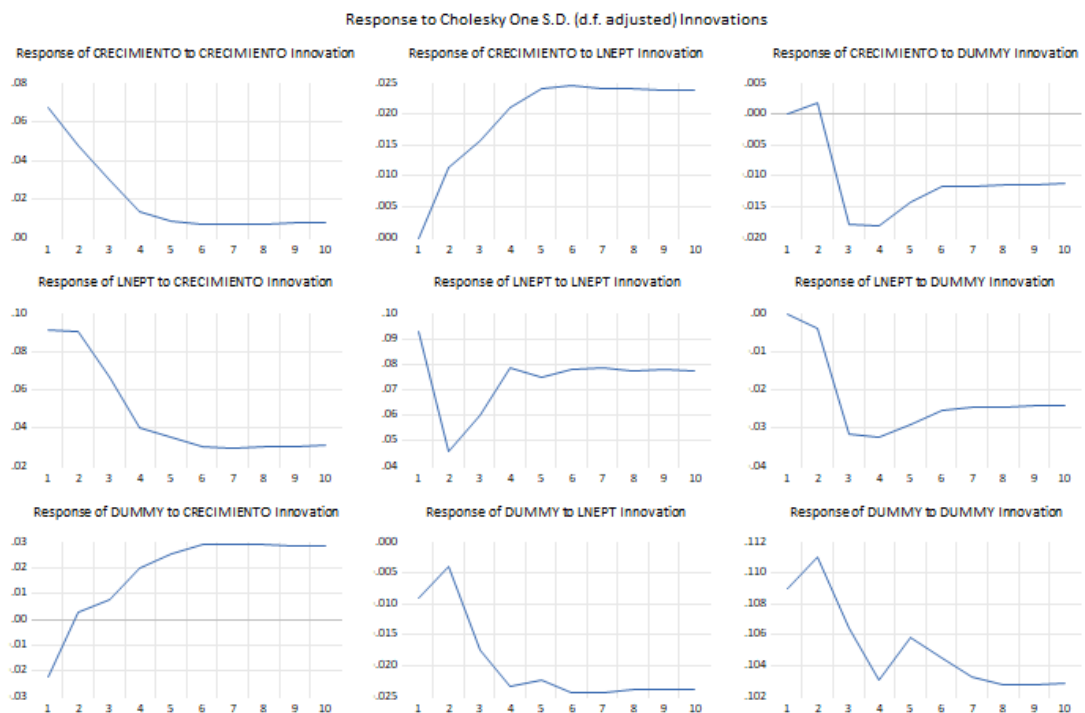 Response to Cholesky One S.D. (d.f. adjusted) Innovations
Response of CRECIMIENTO to CRECIMIENTO Innovation
.08
.06
.04
.02
.00
1 2 3 4 5 6 7 8 9 10
Response of CRECIMIENTO to LNEPT Innovation
.025
.020
.015
.010
.005
.000
1 2 3 4 5 6 7 8 9 10
Response of CRECIMIENTO to DUMMY Innovation
.005
.000
.005
.010
.015
.020
1 2 3 4 5 6 7 8 9 10
Response of LNEPT to CRECIMIENTO Innovation
.10
.08
.06
.04
.02
1 2 3 4 5 6 7 8 9 10
Response of LNEPT to LNEPT Innovation
.10
.09
.08
.07
.06
.05
.04
1 2 3 4 5 6 7 8 9 10
Response of LNEPT to DUMMY Innovation
.00
.01
.02
.03
.04
1 2 3 4 5 6 7 8 9 10
Response of DUMMY to CRECIMIENTO Innovation
.03
.02
.01
.00
.01
.02
.03
1 2 3 4 5 6 7 8 9 10
Response of DUMMY to LNEPT Innovation
.000
.005
.010
.015
.020
.025
1 2 3 4 5 6 7 8 9 10
Response of DUMMY to DUMMY Innovation
.112
.110
.108
.106
.104
.102
1 2 3 4 5 6 7 8 9 10